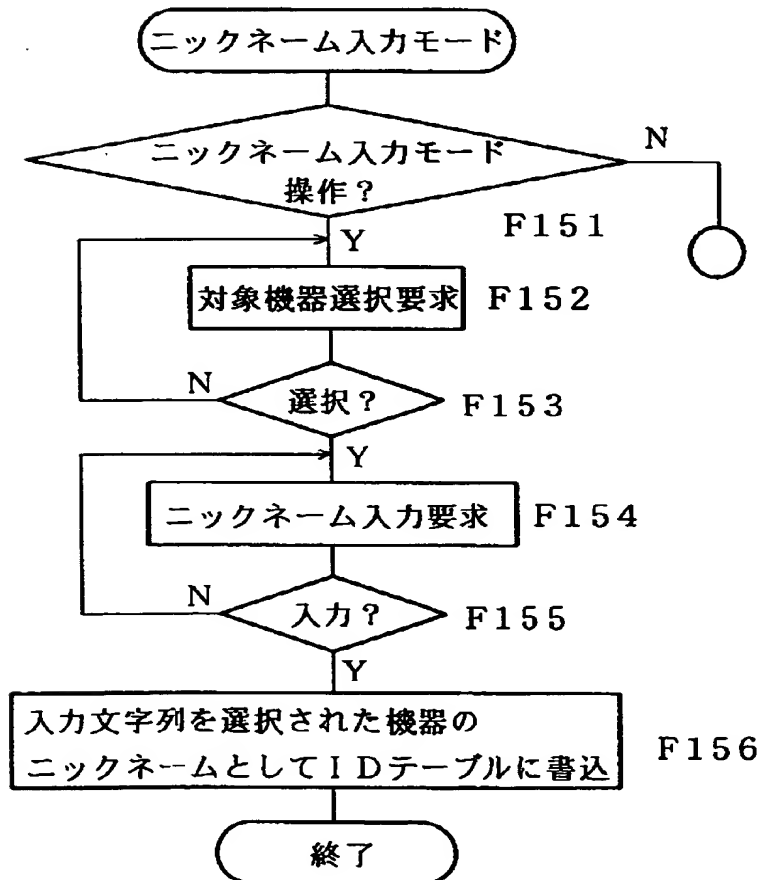 ニックネーム入力モード
ニックネーム入力モード
操作？
N
F151
Y
対象機器選択要求
F152
N
選択？
F153
Y
ニックネーム入力要求
F154
N
入力？
F155
Y
入力文字列を選択された機器の
ニックネームとしてＩＤテーブルに書込
F156
終了